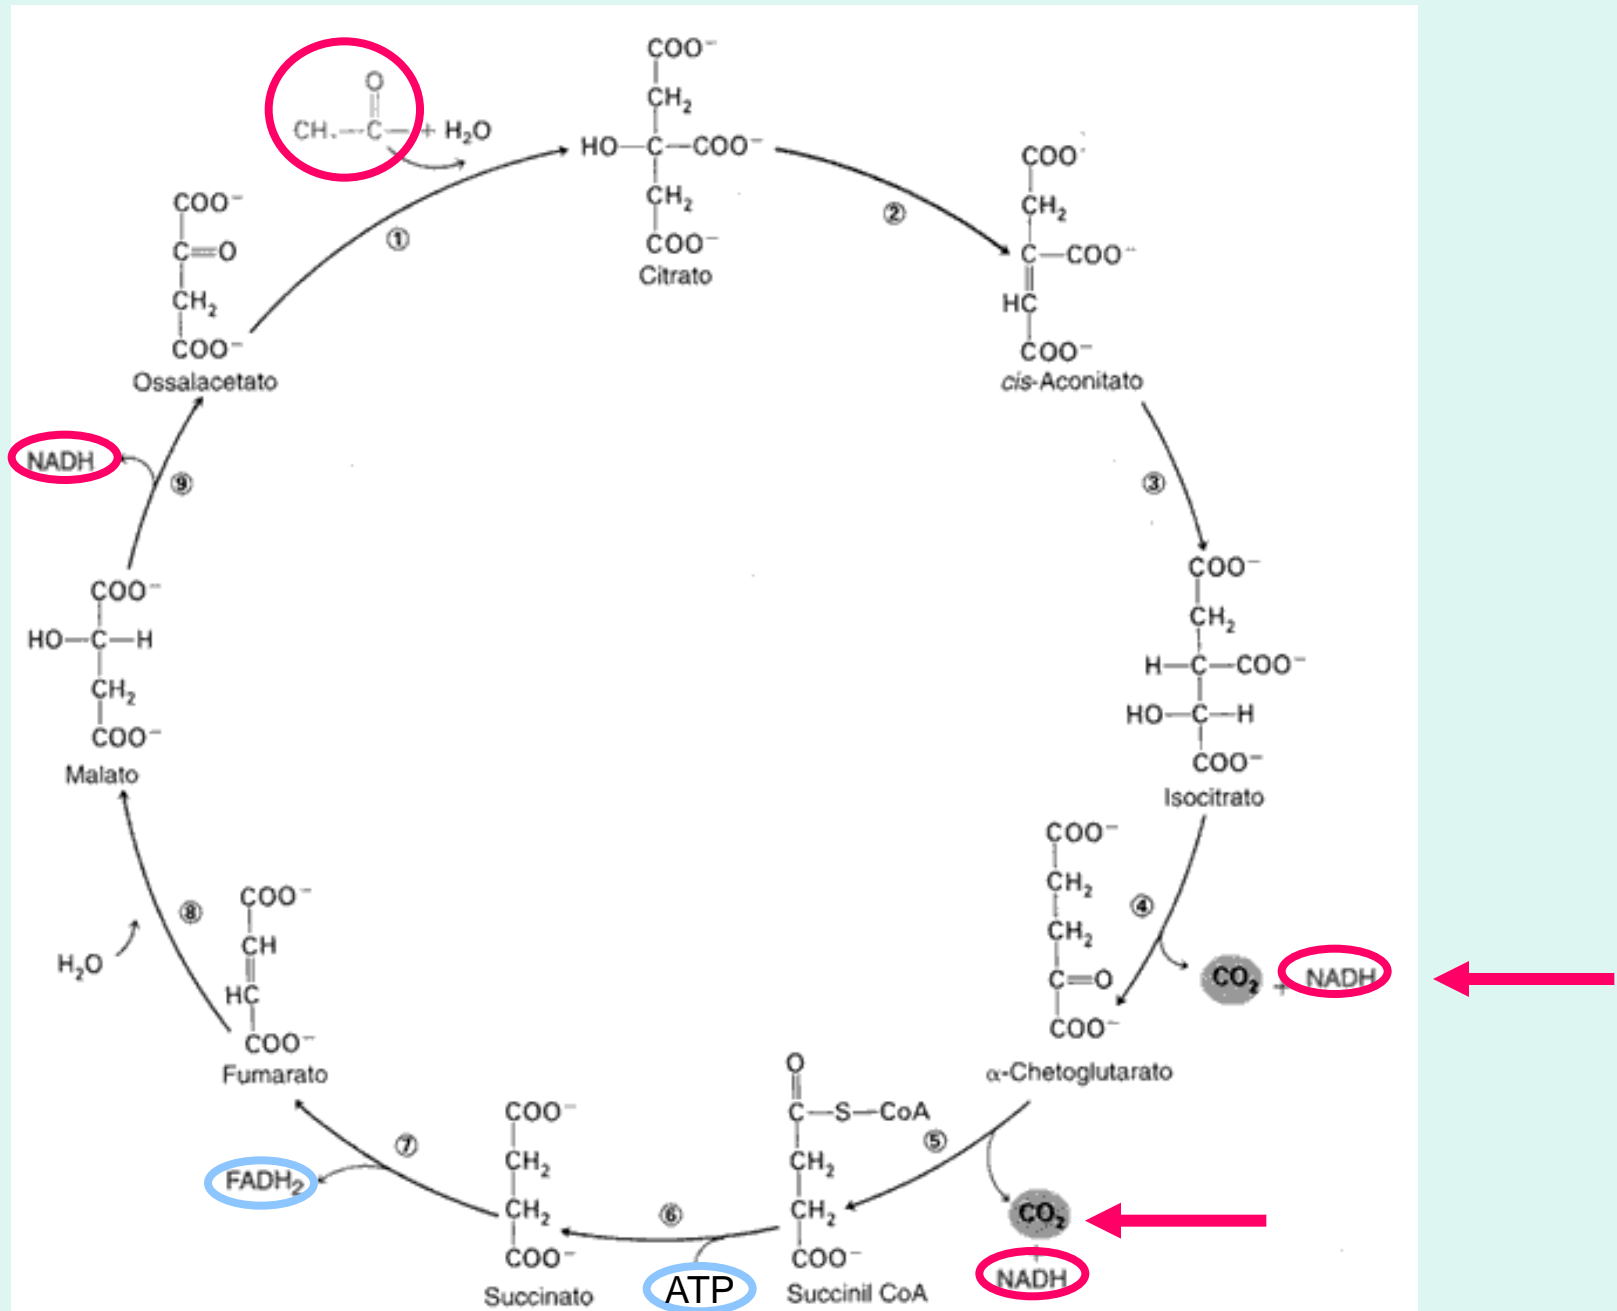 O
CH
C
+ H₂O
COO⁻
CH₂
HO—C—COO⁻
CH₂
COO⁻
Citrato
①
②
COO⁻
CH₂
C—COO⁻
HC
COO⁻
cis-Aconitato
③
COO⁻
CH₂
H—C—COO⁻
HO—C—H
COO⁻
Isocitrato
④
CO₂ + NADH
COO⁻
CH₂
CH₂
C=O
COO⁻
α-Chetoglutarato
⑤
CO₂
+
NADH
O
C—S—CoA
CH₂
CH₂
COO⁻
Succinil CoA
⑥
ATP
COO⁻
CH₂
CH₂
COO⁻
Succinato
⑦
FADH₂
COO⁻
CH
HC
COO⁻
Fumarato
⑧
H₂O
COO⁻
HO—C—H
CH₂
COO⁻
Malato
⑨
NADH
COO⁻
C=O
CH₂
COO⁻
Ossalacetato